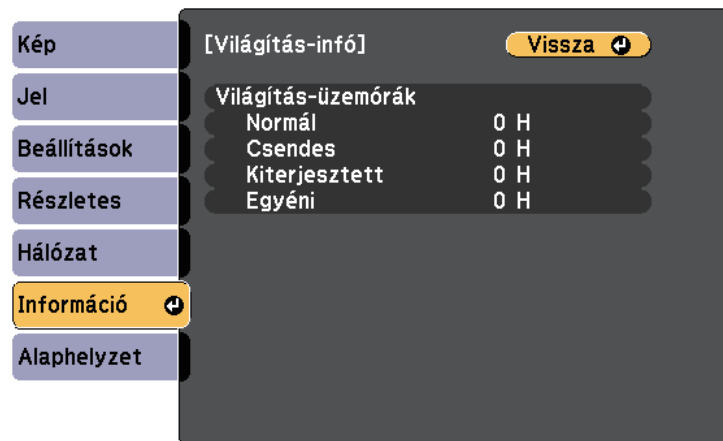 Kép
Jel
Beállítások
Részletes
Hálózat
Információ
Alaphelyzet
[Világítás-infó]
Vissza
Világítás-üzemórák
Normál 0 H
Csendes 0 H
Kiterjesztett 0 H
Egyéni 0 H